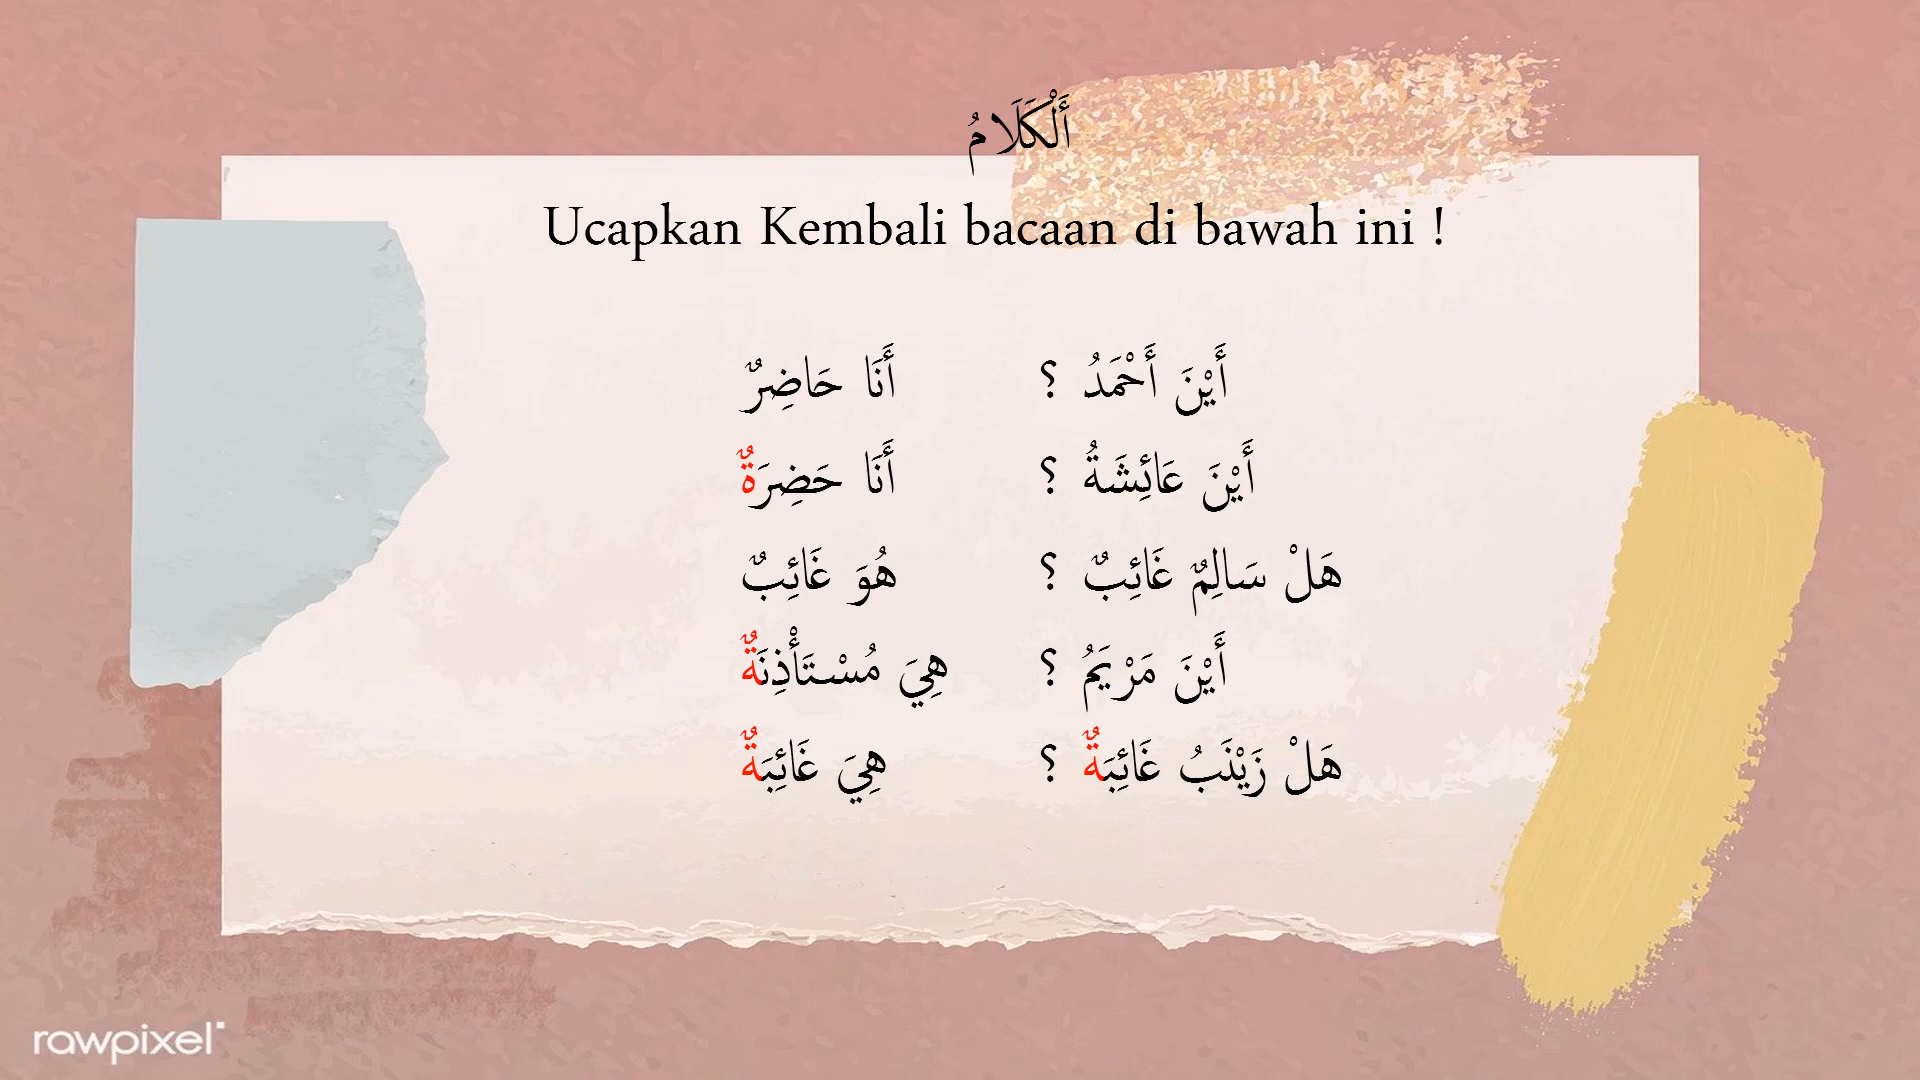 أَلْكَلَامُ
Ucapkan Kembali bacaan di bawah ini !
أَيْنَ أَحْمَدُ ؟ أَنَا حَاضِرٌ
أَيْنَ عَائِشَةُ ؟ أَنَا حَضِرَةٌ
هَلْ سَالِمٌ غَائِبٌ ؟ هُوَ غَائِبٌ
أَيْنَ مَرْيَمُ ؟ هِيَ مُسْتَأْذِنَةٌ
هَلْ زَيْنَبُ غَائِبَةٌ ؟ هِيَ غَائِبَةٌ
rawpixel